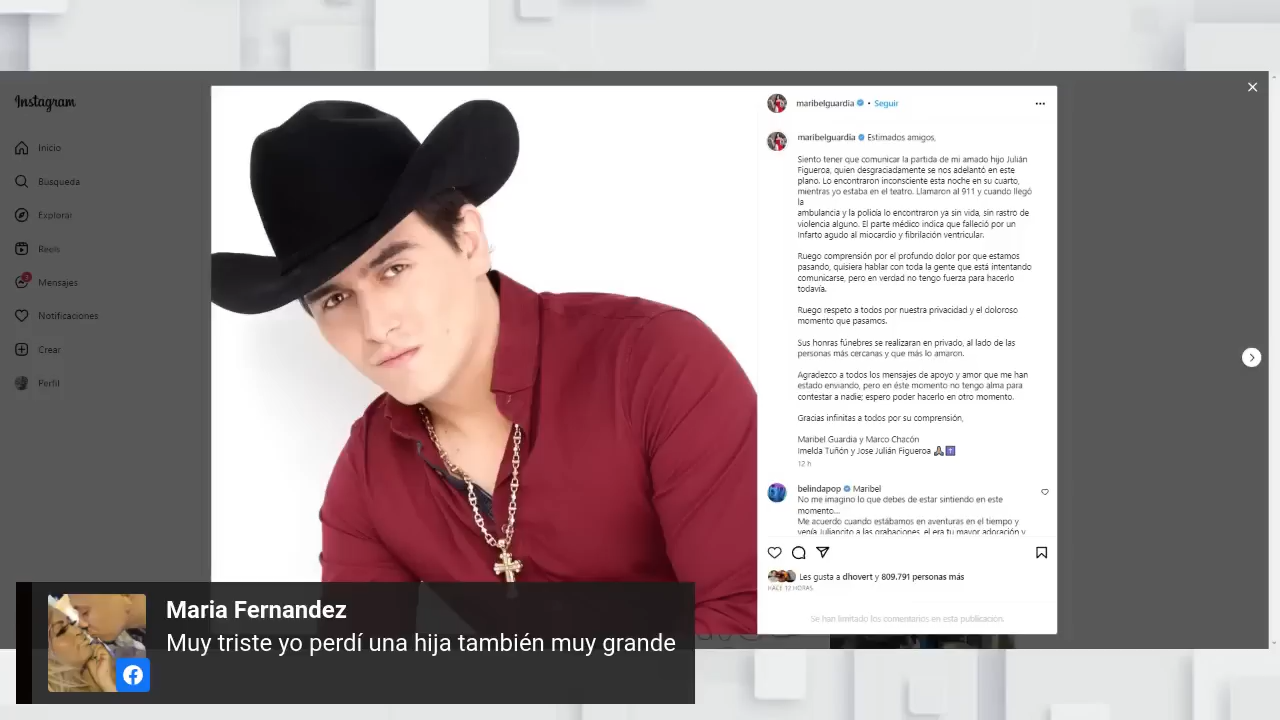 Instagram
Inicio
Búsqueda
Explorar
Reels
Mensajes
Notificaciones
Crear
Perfil
maribelguardia • Seguir
maribelguardia Estimados amigos,
Siento tener que comunicar la partida de mi amado hijo Julián
Figueroa, quien desgraciadamente se nos adelantó en este
plano. Lo encontraron inconsciente esta noche en su cuarto,
mientras yo estaba en el teatro. Llamaron al 911 y cuando llegó
la
ambulancia y la policía lo encontraron ya sin vida, sin rastro de
violencia alguno. El parte médico indica que falleció por un
infarto agudo al miocardio y fibrilación ventricular.
Ruego comprensión por el profundo dolor por que estamos
pasando, quisiera hablar con toda la gente que está intentando
comunicarse, pero en verdad no tengo fuerza para hacerlo
todavía.
Ruego respeto a todos por nuestra privacidad y el doloroso
momento que pasamos.
Sus honras fúnebres se realizaran en privado, al lado de las
personas más cercanas y que más lo amaron.
Agradezco a todos los mensajes de apoyo y amor que me han
estado enviando, pero en éste momento no tengo alma para
contestar a nadie; espero poder hacerlo en otro momento.
Gracias infinitas a todos por su comprensión,
Maribel Guardia y Marco Chacón
Imelda Tuñón y Jose Julián Figueroa 🙏✝️
12 h
belindapop Maribel
No me imagino lo que debes de estar sintiendo en este
momento...
Me acuerdo cuando estábamos en aventuras en el tiempo y
venía Juliancito a las grabaciones, el era tu mayor adoración y
Les gusta a dhovert y 809.791 personas más
HACE 12 HORAS
Se han limitado los comentarios en esta publicación.
Maria Fernandez
Muy triste yo perdí una hija también muy grande